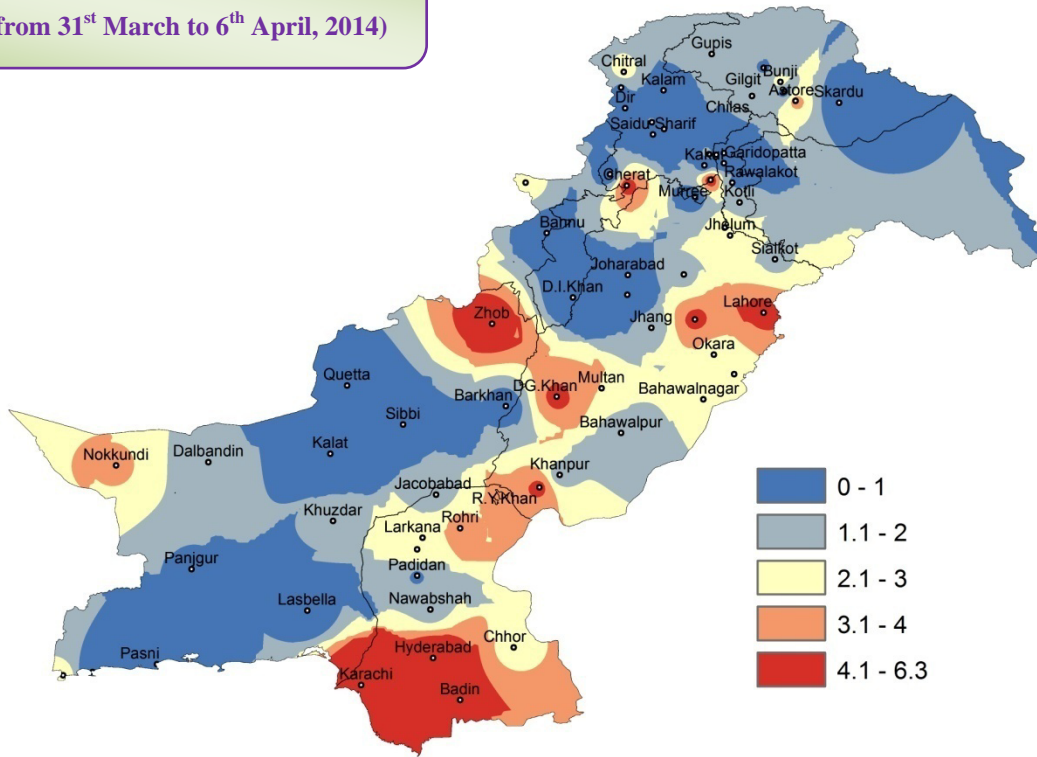 from 31st March to 6th April, 2014)
Gupis
Chitral
Kalam
Gilgit
Bunji
Astore
Skardu
Dir
Chilas
Saidu Sharif
Garidopatta
Cherat
Rawalakot
Murree
Kotli
Bannu
Jhelum
Sialkot
Joharabad
D.I.Khan
Zhob
Jhang
Lahore
Okara
Quetta
Barkhan
DG.Khan
Multan
Bahawalnagar
Sibbi
Bahawalpur
Nokkundi
Dalbandin
Kalat
Khanpur
Jacobabad
R.Y.Khan
Khuzdar
Larkana
Rohri
Panjgur
Padidan
Lasbella
Nawabshah
Pasni
Hyderabad
Chhor
Karachi
Badin
0 - 1
1.1 - 2
2.1 - 3
3.1 - 4
4.1 - 6.3